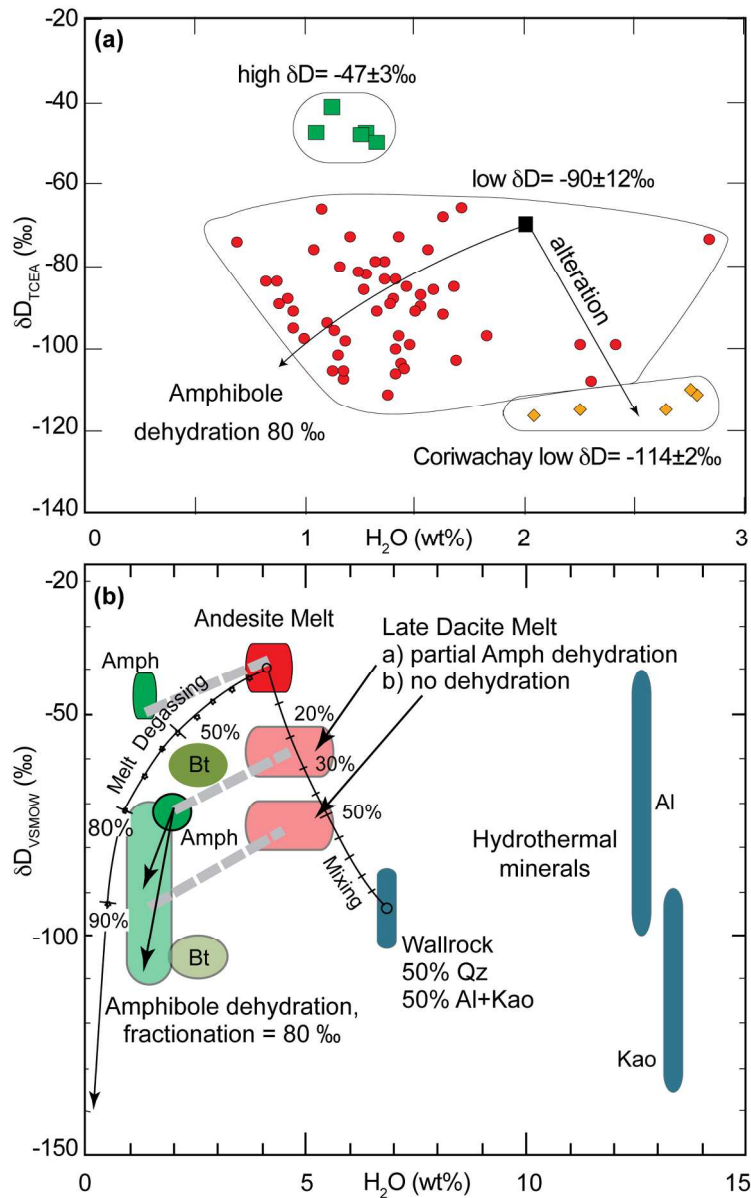 (a)
-20
-40
-60
-80
-100
-120
-140
δD_TCEA (‰)
high δD= -47±3‰
low δD= -90±12‰
alteration
Amphibole
dehydration 80 ‰
Coriwachay low δD= -114±2‰
0
1
2
3
H₂O (wt%)
(b)
-20
-50
-100
-150
δD_VSMOW (‰)
Andesite Melt
Amph
Late Dacite Melt
a) partial Amph dehydration
b) no dehydration
Melt Degassing
50%
20%
Bt
30%
80%
Amph
50%
Al
Hydrothermal
minerals
Mixing
90%
Bt
Wallrock
50% Qz
50% Al+Kao
Amphibole dehydration,
fractionation = 80 ‰
Kao
0
5
10
15
H₂O (wt%)